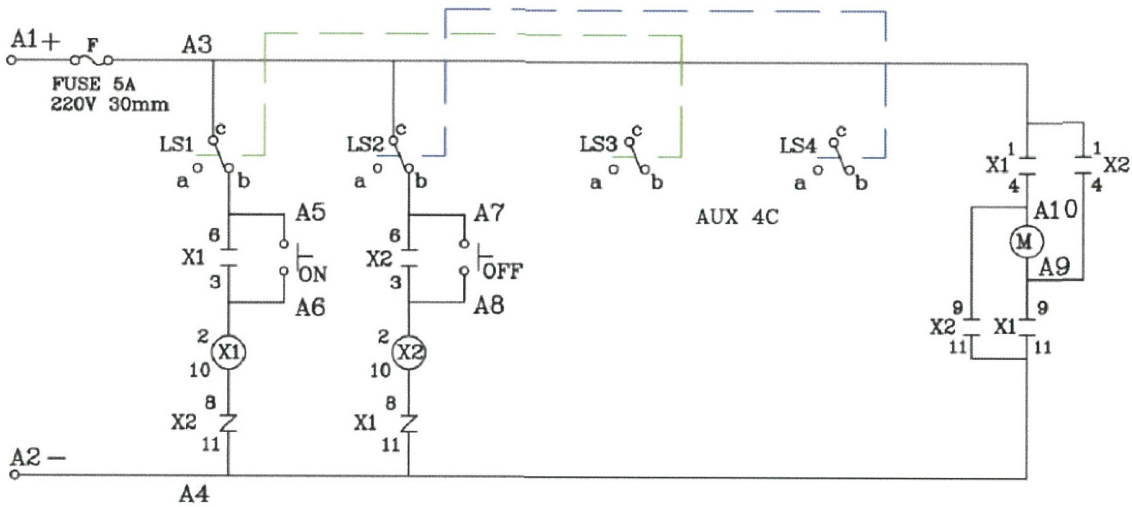 A1+
F
A3
FUSE 5A
220V 30mm
LS1
c
a
b
LS2
c
a
b
LS3
c
a
b
LS4
c
a
b
AUX 4C
A5
6
X1
3
ON
A6
2
X1
10
8
X2
11
A7
6
X2
3
OFF
A8
2
X2
10
8
X1
11
1
X1
4
1
X2
4
A10
M
A9
9
X2
11
9
X1
11
A2-
A4